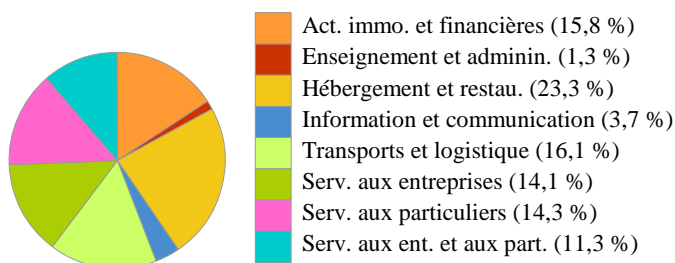 Act. immo. et financières (15,8 %)
Enseignement et adminin. (1,3 %)
Hébergement et restau. (23,3 %)
Information et communication (3,7 %)
Transports et logistique (16,1 %)
Serv. aux entreprises (14,1 %)
Serv. aux particuliers (14,3 %)
Serv. aux ent. et aux part. (11,3 %)